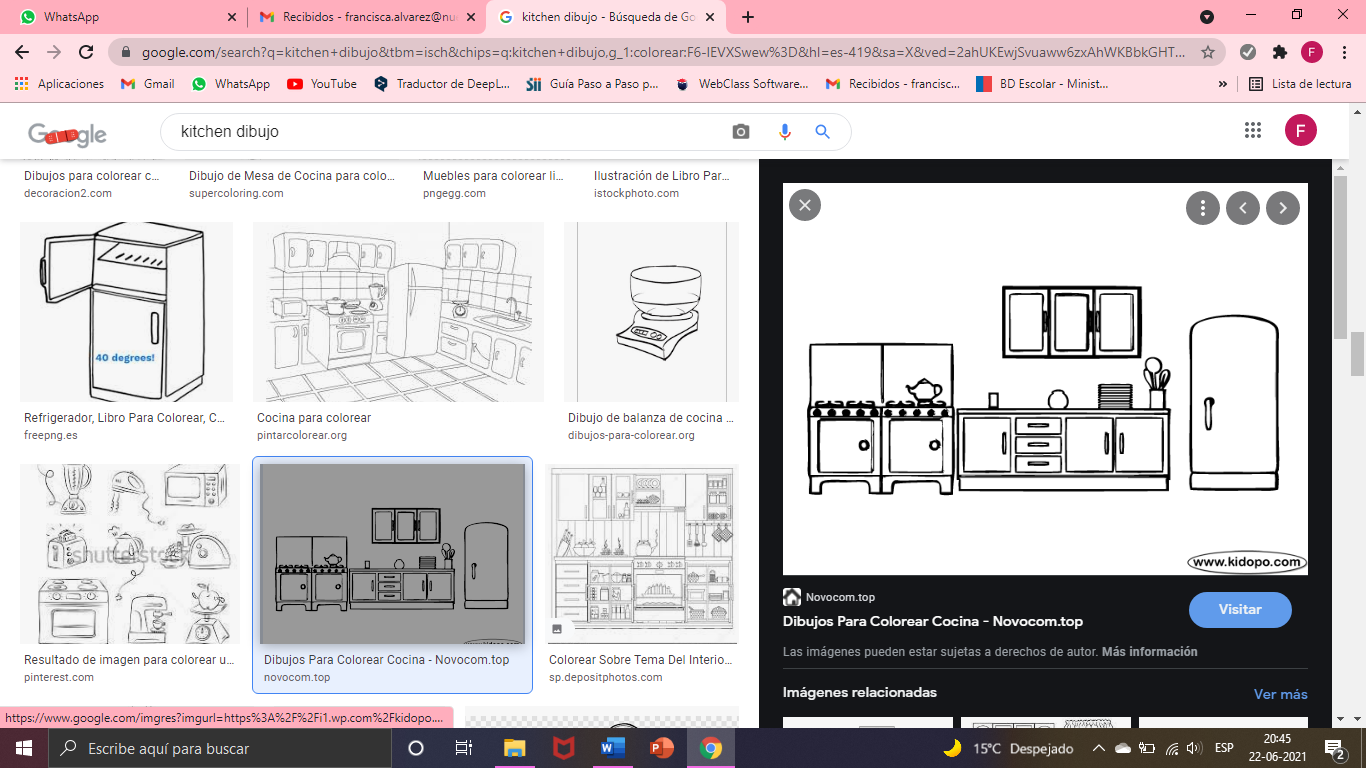 WhatsApp
Recibidos - francisca.alvarez@nu
kitchen dibujo - Búsqueda de Go
google.com/search?q=kitchen+dibujo&tbm=isch&chips=q:kitchen+dibujo,g_1:colorear:F6-IEVXSwew%3D&hl=es-419&sa=X&ved=2ahUKEwjSvuaww6zxAhWKBbkGHT...
F
Aplicaciones
Gmail
WhatsApp
YouTube
Traductor de DeepL...
Guía Paso a Paso p...
WebClass Software...
Recibidos - francisc...
BD Escolar - Minist...
»
Lista de lectura
Google
kitchen dibujo
F
Dibujos para colorear c...
decoracion2.com
Dibujo de Mesa de Cocina para colo...
supercoloring.com
Muebles para colorear li...
pngegg.com
Ilustración de Libro Par...
istockphoto.com
40 degrees!
Refrigerador, Libro Para Colorear, C...
freepng.es
Cocina para colorear
pintarcolorear.org
Dibujo de balanza de cocina ...
dibujos-para-colorear.org
shutterstock
Resultado de imagen para colorear u...
pinterest.com
Dibujos Para Colorear Cocina - Novocom.top
novocom.top
Colorear Sobre Tema Del Interio...
sp.depositphotos.com
www.kidopo.com
Novocom.top
Dibujos Para Colorear Cocina - Novocom.top
Visitar
Las imágenes pueden estar sujetas a derechos de autor. Más información
Imágenes relacionadas
Ver más
https://www.google.com/imgres?imgurl=https%3A%2F%2Fi1.wp.com%2Fkidopo....
Escribe aquí para buscar
15°C Despejado
ESP
20:45
22-06-2021
2